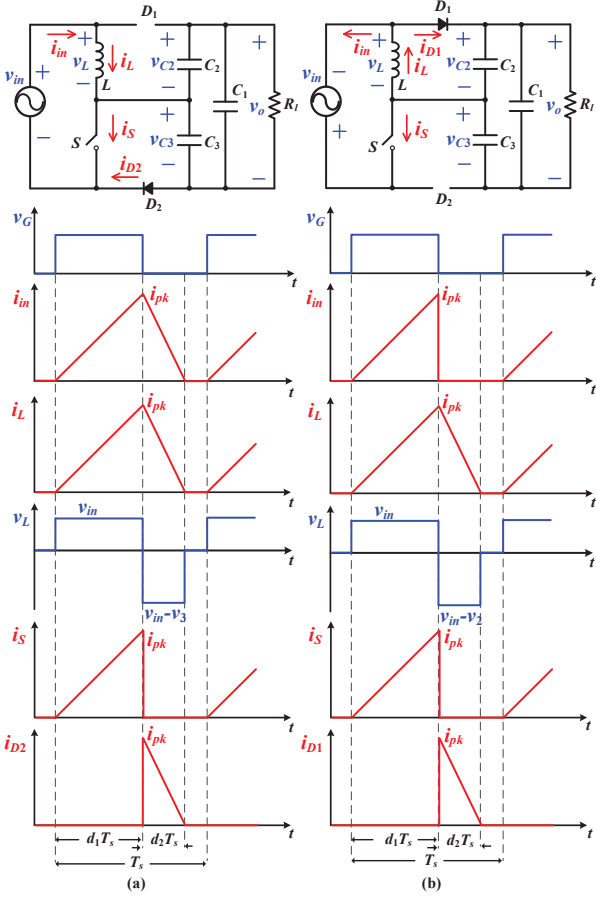 D1 D1
iin vL iL vC2 C2 iin vL iD1 iL vC2 C2
vin L C1 vo Rl vin L C1 vo Rl
S iS vC3 C3 S iS vC3 C3
iD2 D2 D2
+ − + − + − + − + −
− + + − + − + − + −
vG t vG t
iin ipk t iin ipk t
iL ipk t iL ipk t
vL vin t vL vin t
vin-v3 vin-v2
iS ipk t iS ipk t
iD2 ipk t iD1 ipk t
d1Ts d2Ts d1Ts d2Ts
Ts Ts
(a) (b)